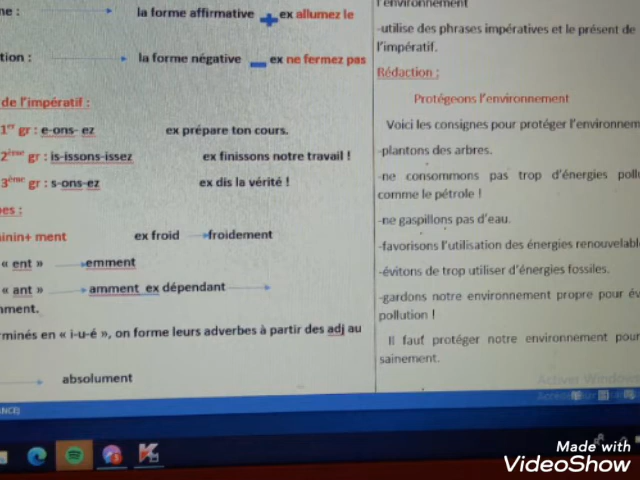 la forme affirmative ex allumez le
tion : la forme négative ex ne fermez pas
de l'impératif :
1er gr : e-ons- ez ex prépare ton cours.
2ème gr : is-issons-issez ex finissons notre travail !
3ème gr : s-ons-ez ex dis la vérité !
es :
inin+ ment ex froid froidement
« ent » emment
« ant » amment ex dépendant
ment.
minés en « i-u-é », on forme leurs adverbes à partir des adj au
absolument
l'environnement
-utilise des phrases impératives et le présent de
l'impératif.
Rédaction :
Protégeons l'environnement
Voici les consignes pour protéger l'environnem
-plantons des arbres.
-ne consommons pas trop d'énergies pollu
comme le pétrole !
-ne gaspillons pas d'eau.
-favorisons l'utilisation des énergies renouvelabl
-évitons de trop utiliser d'énergies fossiles.
-gardons notre environnement propre pour év
pollution !
Il fauf protéger notre environnement pour
sainement.
Activer Windows
ANCE)
Made with
VideoShow